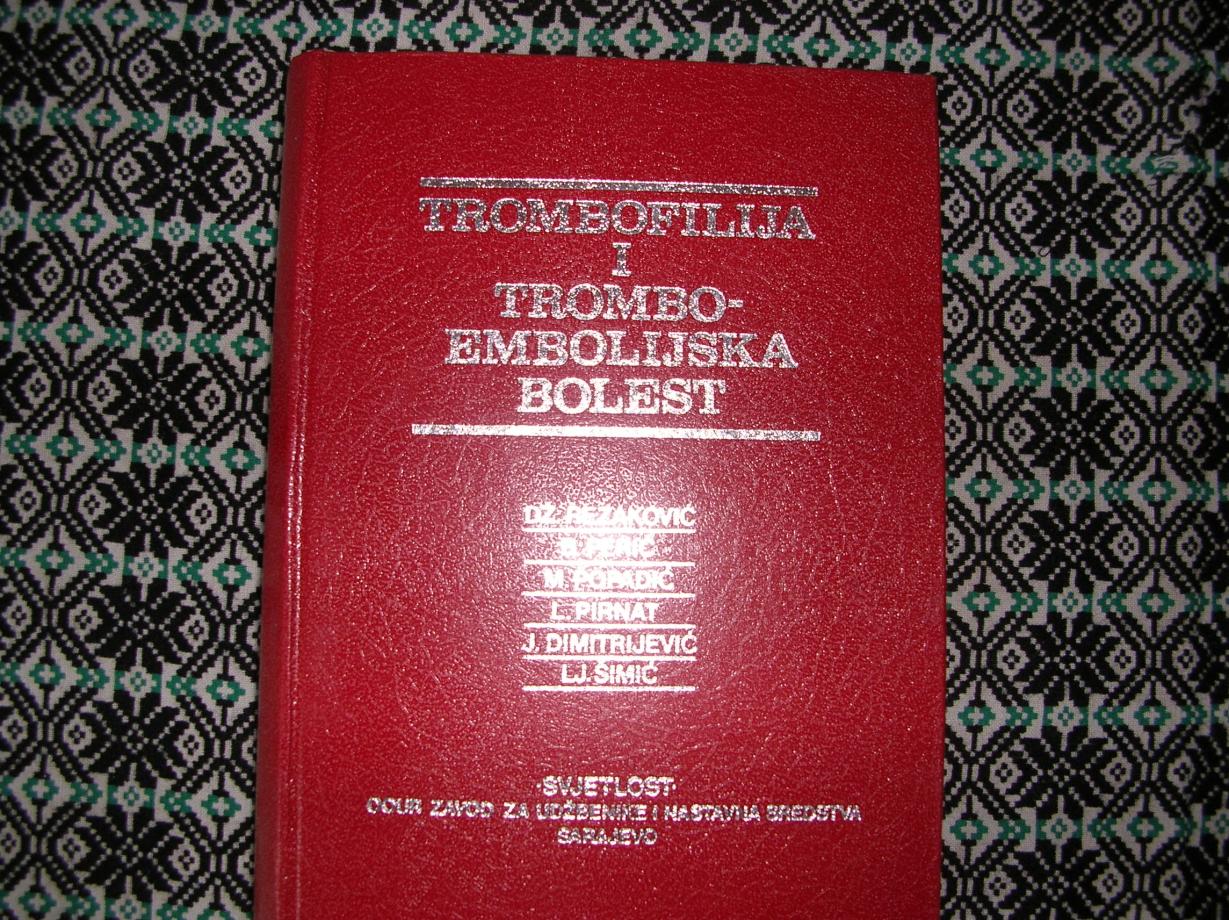 TROMBOFILIJA
I
TROMBO-
EMBOLIJSKA
BOLEST
DŽ. REZAKOVIĆ
B. PERIĆ
M. POPADIĆ
L. PIRNAT
J. DIMITRIJEVIĆ
LJ. ŠIMIĆ
·SVJETLOST·
OOUR ZAVOD ZA UDŽBENIKE I NASTAVNA SREDSTVA
SARAJEVO